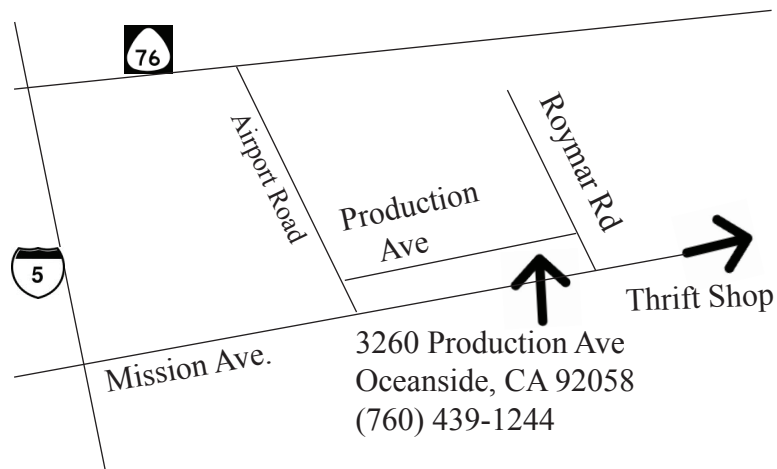 76
Airport Road
Roymar Rd
Production
Ave
5
Thrift Shop
Mission Ave.
3260 Production Ave
Oceanside, CA 92058
(760) 439-1244